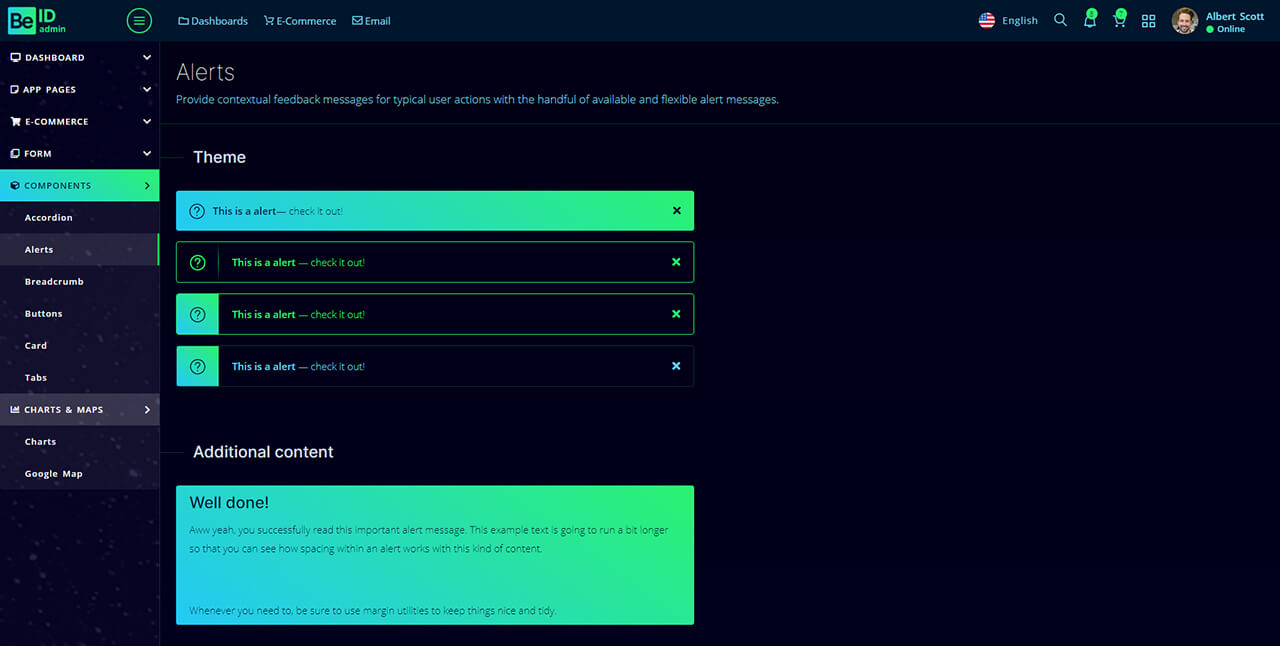 Be ID admin
Dashboards E-Commerce Email
English
Albert Scott
Online
DASHBOARD
APP PAGES
E-COMMERCE
FORM
COMPONENTS
Accordion
Alerts
Breadcrumb
Buttons
Card
Tabs
CHARTS & MAPS
Charts
Google Map
Alerts
Provide contextual feedback messages for typical user actions with the handful of available and flexible alert messages.
Theme
This is a alert— check it out!
This is a alert — check it out!
This is a alert — check it out!
This is a alert — check it out!
Additional content
Well done!
Aww yeah, you successfully read this important alert message. This example text is going to run a bit longer
so that you can see how spacing within an alert works with this kind of content.
Whenever you need to, be sure to use margin utilities to keep things nice and tidy.